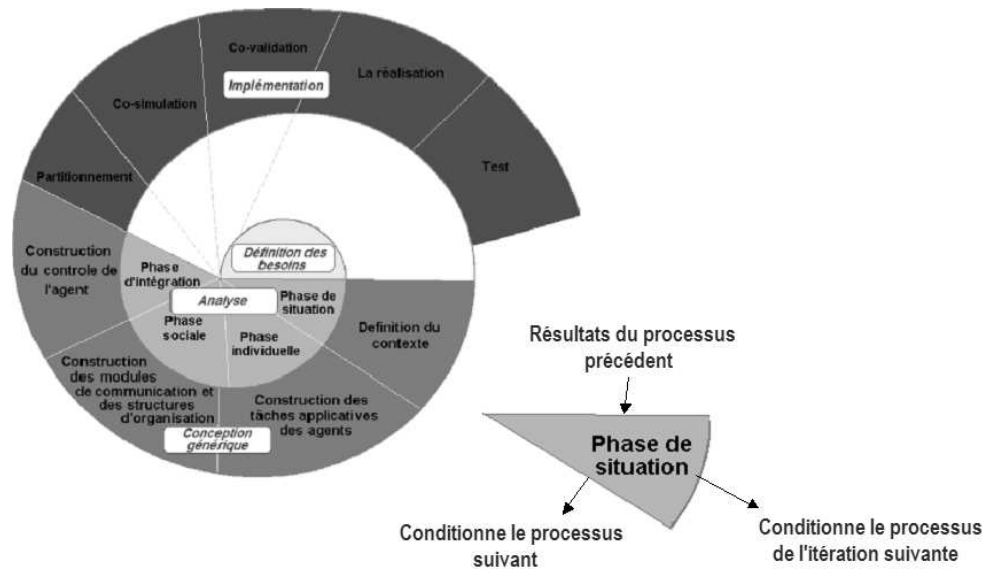 Co-validation
Implémentation
La réalisation
Co-simulation
Test
Partitionnement
Définition des
besoins
Construction
du controle de
l'agent
Phase
d'intégration
Analyse
Phase de
situation
Phase
sociale
Phase
individuelle
Definition du
contexte
Construction
des modules
de communication et
des structures
d'organisation
Construction des
tâches applicatives
des agents
Conception
générique
Résultats du processus
précédent
Phase de
situation
Conditionne le processus
suivant
Conditionne le processus
de l'itération suivante